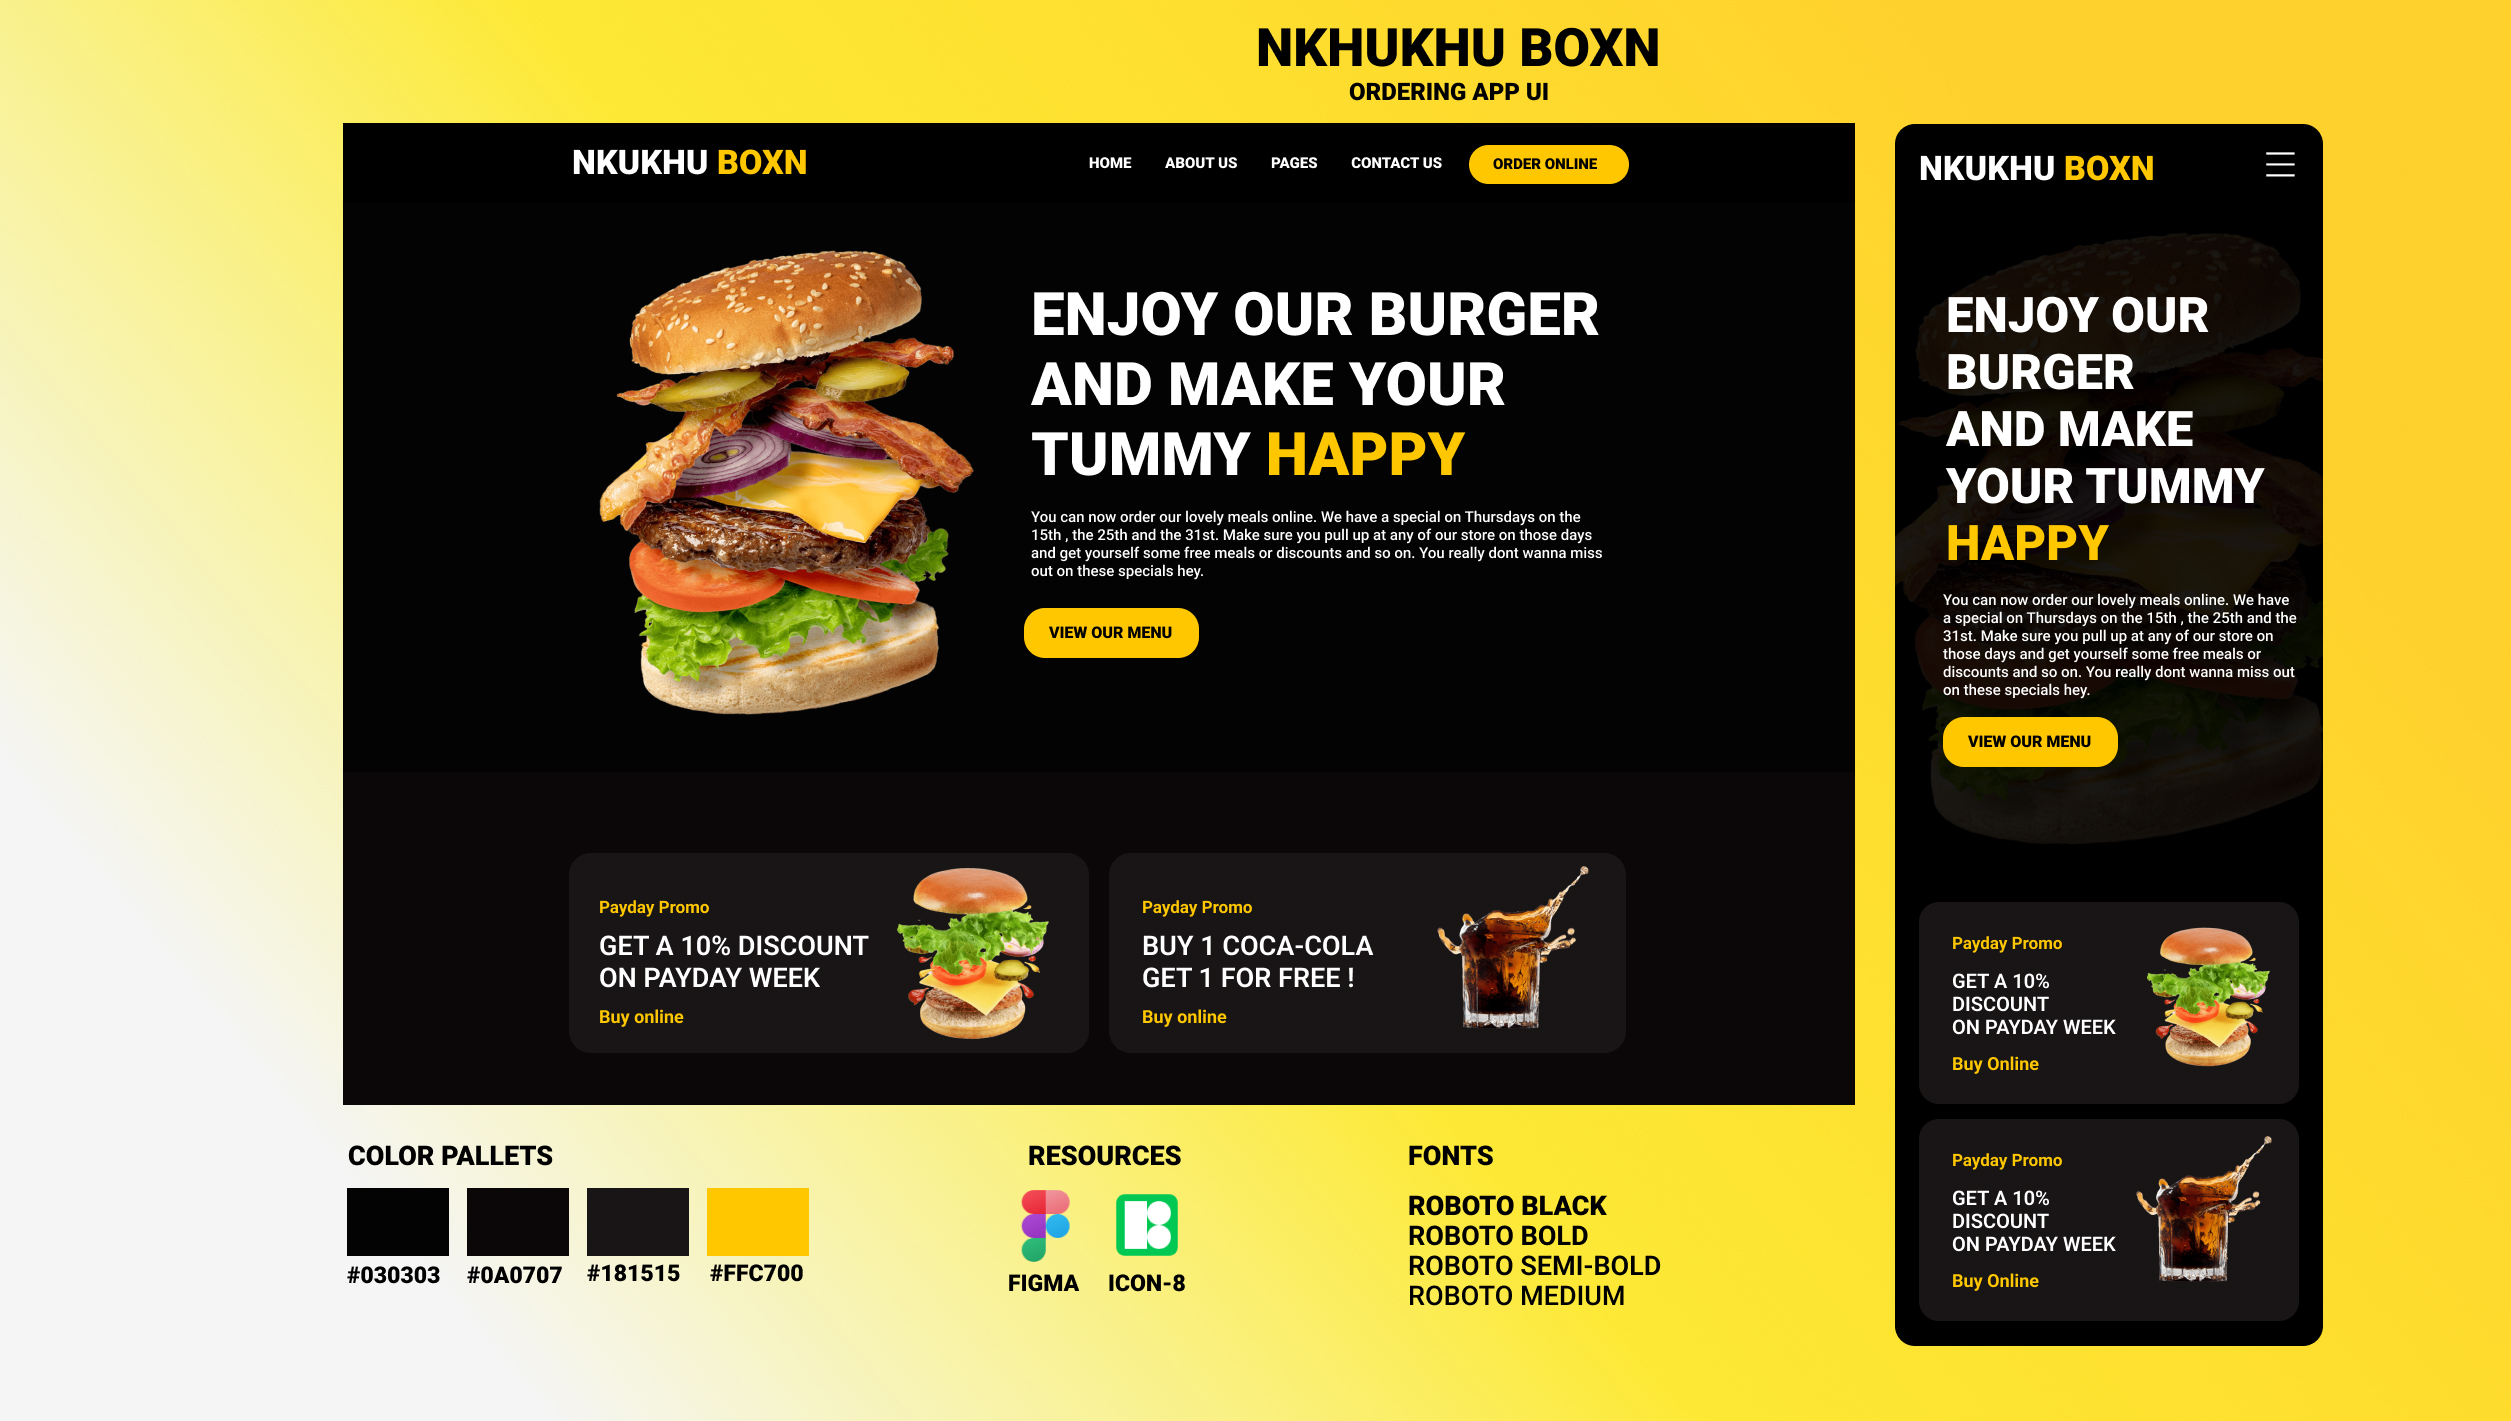 NKHUKHU BOXN
ORDERING APP UI
NKUKHU BOXN
HOME
ABOUT US
PAGES
CONTACT US
ORDER ONLINE
ENJOY OUR BURGER
AND MAKE YOUR
TUMMY HAPPY
You can now order our lovely meals online. We have a special on Thursdays on the
15th , the 25th and the 31st. Make sure you pull up at any of our store on those days
and get yourself some free meals or discounts and so on. You really dont wanna miss
out on these specials hey.
VIEW OUR MENU
Payday Promo
GET A 10% DISCOUNT
ON PAYDAY WEEK
Buy online
Payday Promo
BUY 1 COCA-COLA
GET 1 FOR FREE !
Buy online
NKUKHU BOXN
ENJOY OUR
BURGER
AND MAKE
YOUR TUMMY
HAPPY
You can now order our lovely meals online. We have
a special on Thursdays on the 15th , the 25th and the
31st. Make sure you pull up at any of our store on
those days and get yourself some free meals or
discounts and so on. You really dont wanna miss out
on these specials hey.
VIEW OUR MENU
Payday Promo
GET A 10%
DISCOUNT
ON PAYDAY WEEK
Buy Online
Payday Promo
GET A 10%
DISCOUNT
ON PAYDAY WEEK
Buy Online
COLOR PALLETS
#030303
#0A0707
#181515
#FFC700
RESOURCES
FIGMA
ICON-8
FONTS
ROBOTO BLACK
ROBOTO BOLD
ROBOTO SEMI-BOLD
ROBOTO MEDIUM